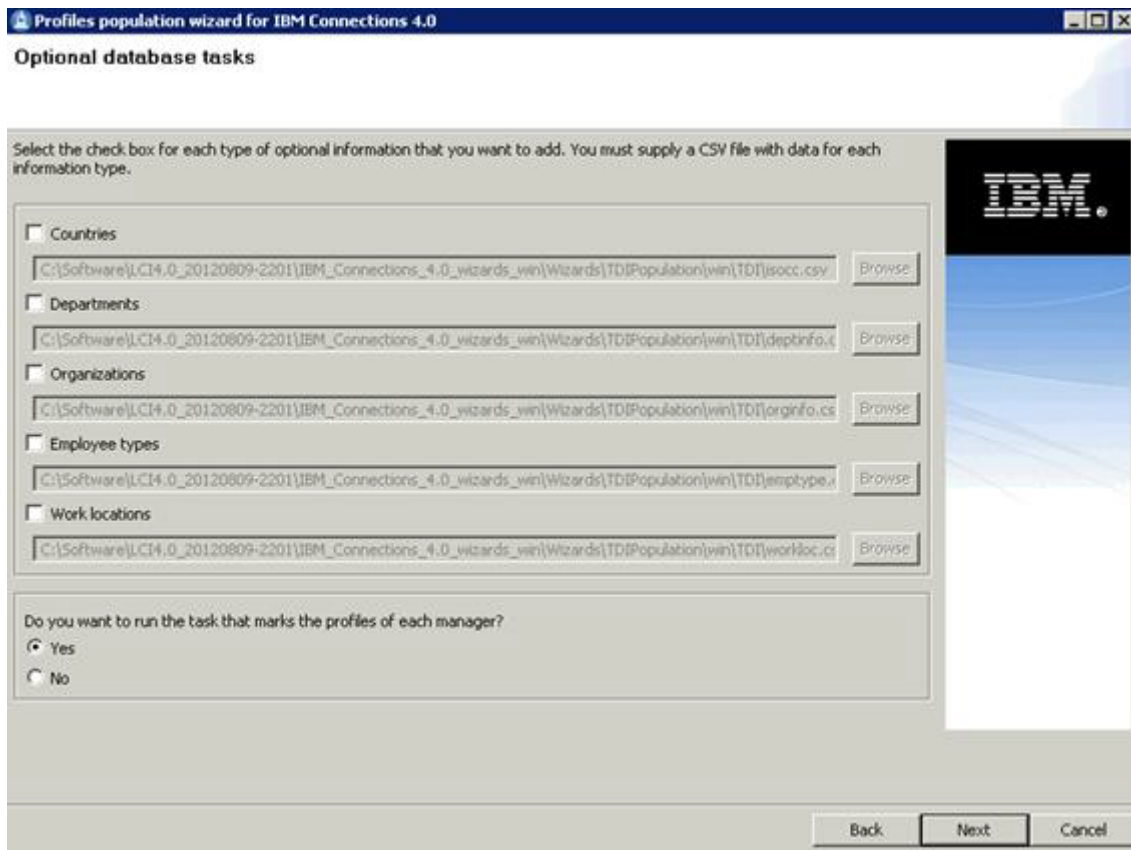 Profiles population wizard for IBM Connections 4.0
Optional database tasks
Select the check box for each type of optional information that you want to add. You must supply a CSV file with data for each
information type.
IBM.
Countries
C:\Software\LCI4.0_20120809-2201\IBM_Connections_4.0_wizards_win\Wizards\TDIPopulation\win\TDI\isocc.csv
Browse
Departments
C:\Software\LCI4.0_20120809-2201\IBM_Connections_4.0_wizards_win\Wizards\TDIPopulation\win\TDI\deptinfo.c
Browse
Organizations
C:\Software\LCI4.0_20120809-2201\IBM_Connections_4.0_wizards_win\Wizards\TDIPopulation\win\TDI\orginfo.cs
Browse
Employee types
C:\Software\LCI4.0_20120809-2201\IBM_Connections_4.0_wizards_win\Wizards\TDIPopulation\win\TDI\emptype.c
Browse
Work locations
C:\Software\LCI4.0_20120809-2201\IBM_Connections_4.0_wizards_win\Wizards\TDIPopulation\win\TDI\workloc.cs
Browse
Do you want to run the task that marks the profiles of each manager?
Yes
No
Back
Next
Cancel